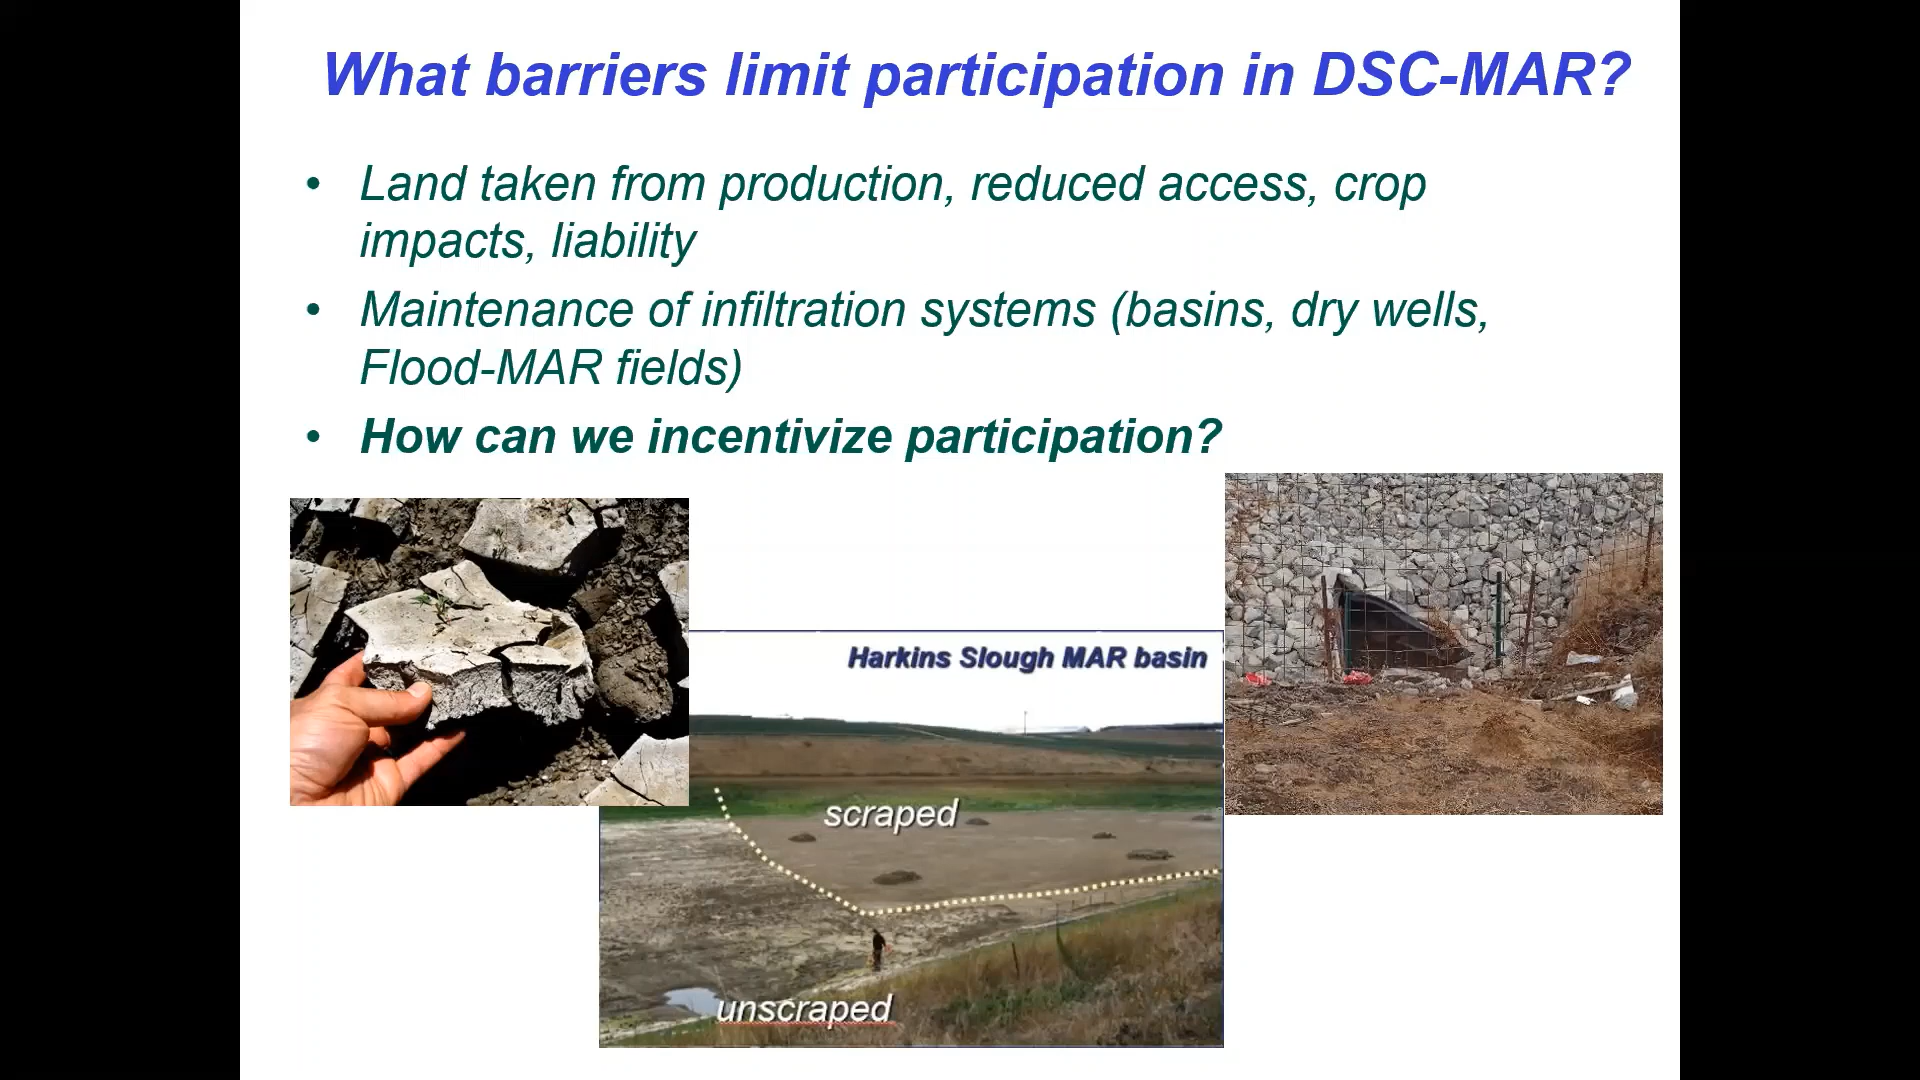 What barriers limit participation in DSC-MAR?
• Land taken from production, reduced access, crop
impacts, liability
• Maintenance of infiltration systems (basins, dry wells,
Flood-MAR fields)
• How can we incentivize participation?
Harkins Slough MAR basin
scraped
unscraped